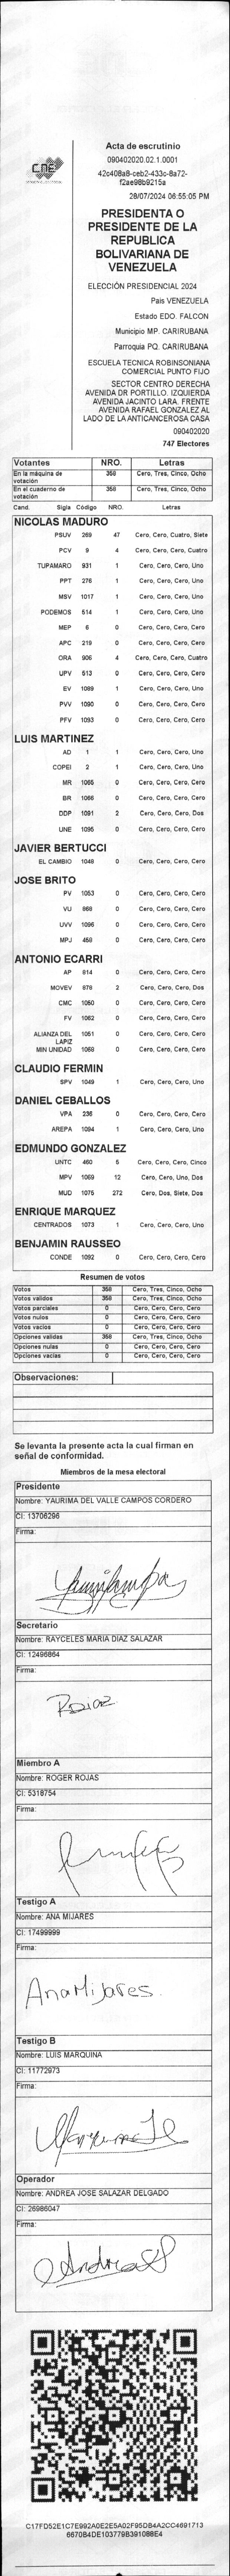 CNE
Acta de escrutinio
090402020.02.1.0001
42c408a8-ceb2-433c-8a72-
f2ae98b9215a
28/07/2024 06:55:05 PM
PRESIDENTA O
PRESIDENTE DE LA
REPUBLICA
BOLIVARIANA DE
VENEZUELA
ELECCIÓN PRESIDENCIAL 2024
Pais VENEZUELA
Estado EDO. FALCON
Municipio MP. CARIRUBANA
Parroquia PQ. CARIRUBANA
ESCUELA TECNICA ROBINSONIANA
COMERCIAL PUNTO FIJO
SECTOR CENTRO DERECHA
AVENIDA DR PORTILLO. IZQUIERDA
AVENIDA JACINTO LARA. FRENTE
AVENIDA RAFAEL GONZALEZ AL
LADO DE LA ANTICANCEROSA CASA
090402020
747 Electores
Votantes NRO. Letras
En la máquina de votación 358 Cero, Tres, Cinco, Ocho
En el cuaderno de votación 358 Cero, Tres, Cinco, Ocho
Cand. Sigla Código NRO. Letras
NICOLAS MADURO
PSUV 269 47 Cero, Cero, Cuatro, Siete
PCV 9 4 Cero, Cero, Cero, Cuatro
TUPAMARO 931 1 Cero, Cero, Cero, Uno
PPT 276 1 Cero, Cero, Cero, Uno
MSV 1017 1 Cero, Cero, Cero, Uno
PODEMOS 514 1 Cero, Cero, Cero, Uno
MEP 6 0 Cero, Cero, Cero, Cero
APC 219 0 Cero, Cero, Cero, Cero
ORA 906 4 Cero, Cero, Cero, Cuatro
UPV 513 0 Cero, Cero, Cero, Cero
EV 1089 1 Cero, Cero, Cero, Uno
PVV 1090 0 Cero, Cero, Cero, Cero
PFV 1093 0 Cero, Cero, Cero, Cero
LUIS MARTINEZ
AD 1 1 Cero, Cero, Cero, Uno
COPEI 2 1 Cero, Cero, Cero, Uno
MR 1065 0 Cero, Cero, Cero, Cero
BR 1066 0 Cero, Cero, Cero, Cero
DDP 1091 2 Cero, Cero, Cero, Dos
UNE 1095 0 Cero, Cero, Cero, Cero
JAVIER BERTUCCI
EL CAMBIO 1048 0 Cero, Cero, Cero, Cero
JOSE BRITO
PV 1053 0 Cero, Cero, Cero, Cero
VU 868 0 Cero, Cero, Cero, Cero
UVV 1096 0 Cero, Cero, Cero, Cero
MPJ 458 0 Cero, Cero, Cero, Cero
ANTONIO ECARRI
AP 814 0 Cero, Cero, Cero, Cero
MOVEV 878 2 Cero, Cero, Cero, Dos
CMC 1050 0 Cero, Cero, Cero, Cero
FV 1062 0 Cero, Cero, Cero, Cero
ALIANZA DEL LAPIZ 1051 0 Cero, Cero, Cero, Cero
MIN UNIDAD 1069 0 Cero, Cero, Cero, Cero
CLAUDIO FERMIN
SPV 1049 1 Cero, Cero, Cero, Uno
DANIEL CEBALLOS
VPA 236 0 Cero, Cero, Cero, Cero
AREPA 1094 1 Cero, Cero, Cero, Uno
EDMUNDO GONZALEZ
UNTC 460 5 Cero, Cero, Cero, Cinco
MPV 1069 12 Cero, Cero, Uno, Dos
MUD 1075 272 Cero, Dos, Siete, Dos
ENRIQUE MARQUEZ
CENTRADOS 1073 1 Cero, Cero, Cero, Uno
BENJAMIN RAUSSEO
CONDE 1092 0 Cero, Cero, Cero, Cero
Resumen de votos
Votos 358 Cero, Tres, Cinco, Ocho
Votos validos 358 Cero, Tres, Cinco, Ocho
Votos parciales 0 Cero, Cero, Cero, Cero
Votos nulos 0 Cero, Cero, Cero, Cero
Votos vacios 0 Cero, Cero, Cero, Cero
Opciones validas 358 Cero, Tres, Cinco, Ocho
Opciones nulas 0 Cero, Cero, Cero, Cero
Opciones vacias 0 Cero, Cero, Cero, Cero
Observaciones:
Se levanta la presente acta la cual firman en
señal de conformidad.
Miembros de la mesa electoral
Presidente
Nombre: YAURIMA DEL VALLE CAMPOS CORDERO
CI: 13706296
Firma:
Secretario
Nombre: RAYCELES MARIA DIAZ SALAZAR
CI: 12496864
Firma:
RDiaz
Miembro A
Nombre: ROGER ROJAS
CI: 5318754
Firma:
Testigo A
Nombre: ANA MIJARES
CI: 17499999
Firma:
Ana Mijares.
Testigo B
Nombre: LUIS MARQUINA
CI: 11772973
Firma:
Operador
Nombre: ANDREA JOSE SALAZAR DELGADO
CI: 26986047
Firma:
AndreaS
C17FD52E1C7E992A0E2E5A02F95DB4A2CC4691713
6670B4DE103779B391088E4